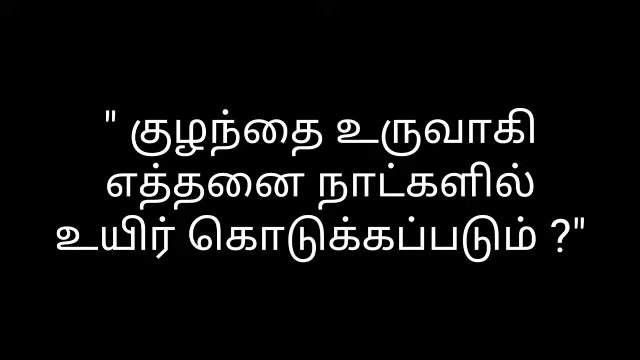 " குழந்தை உருவாகி
எத்தனை நாட்களில்
உயிர் கொடுக்கப்படும் ?"